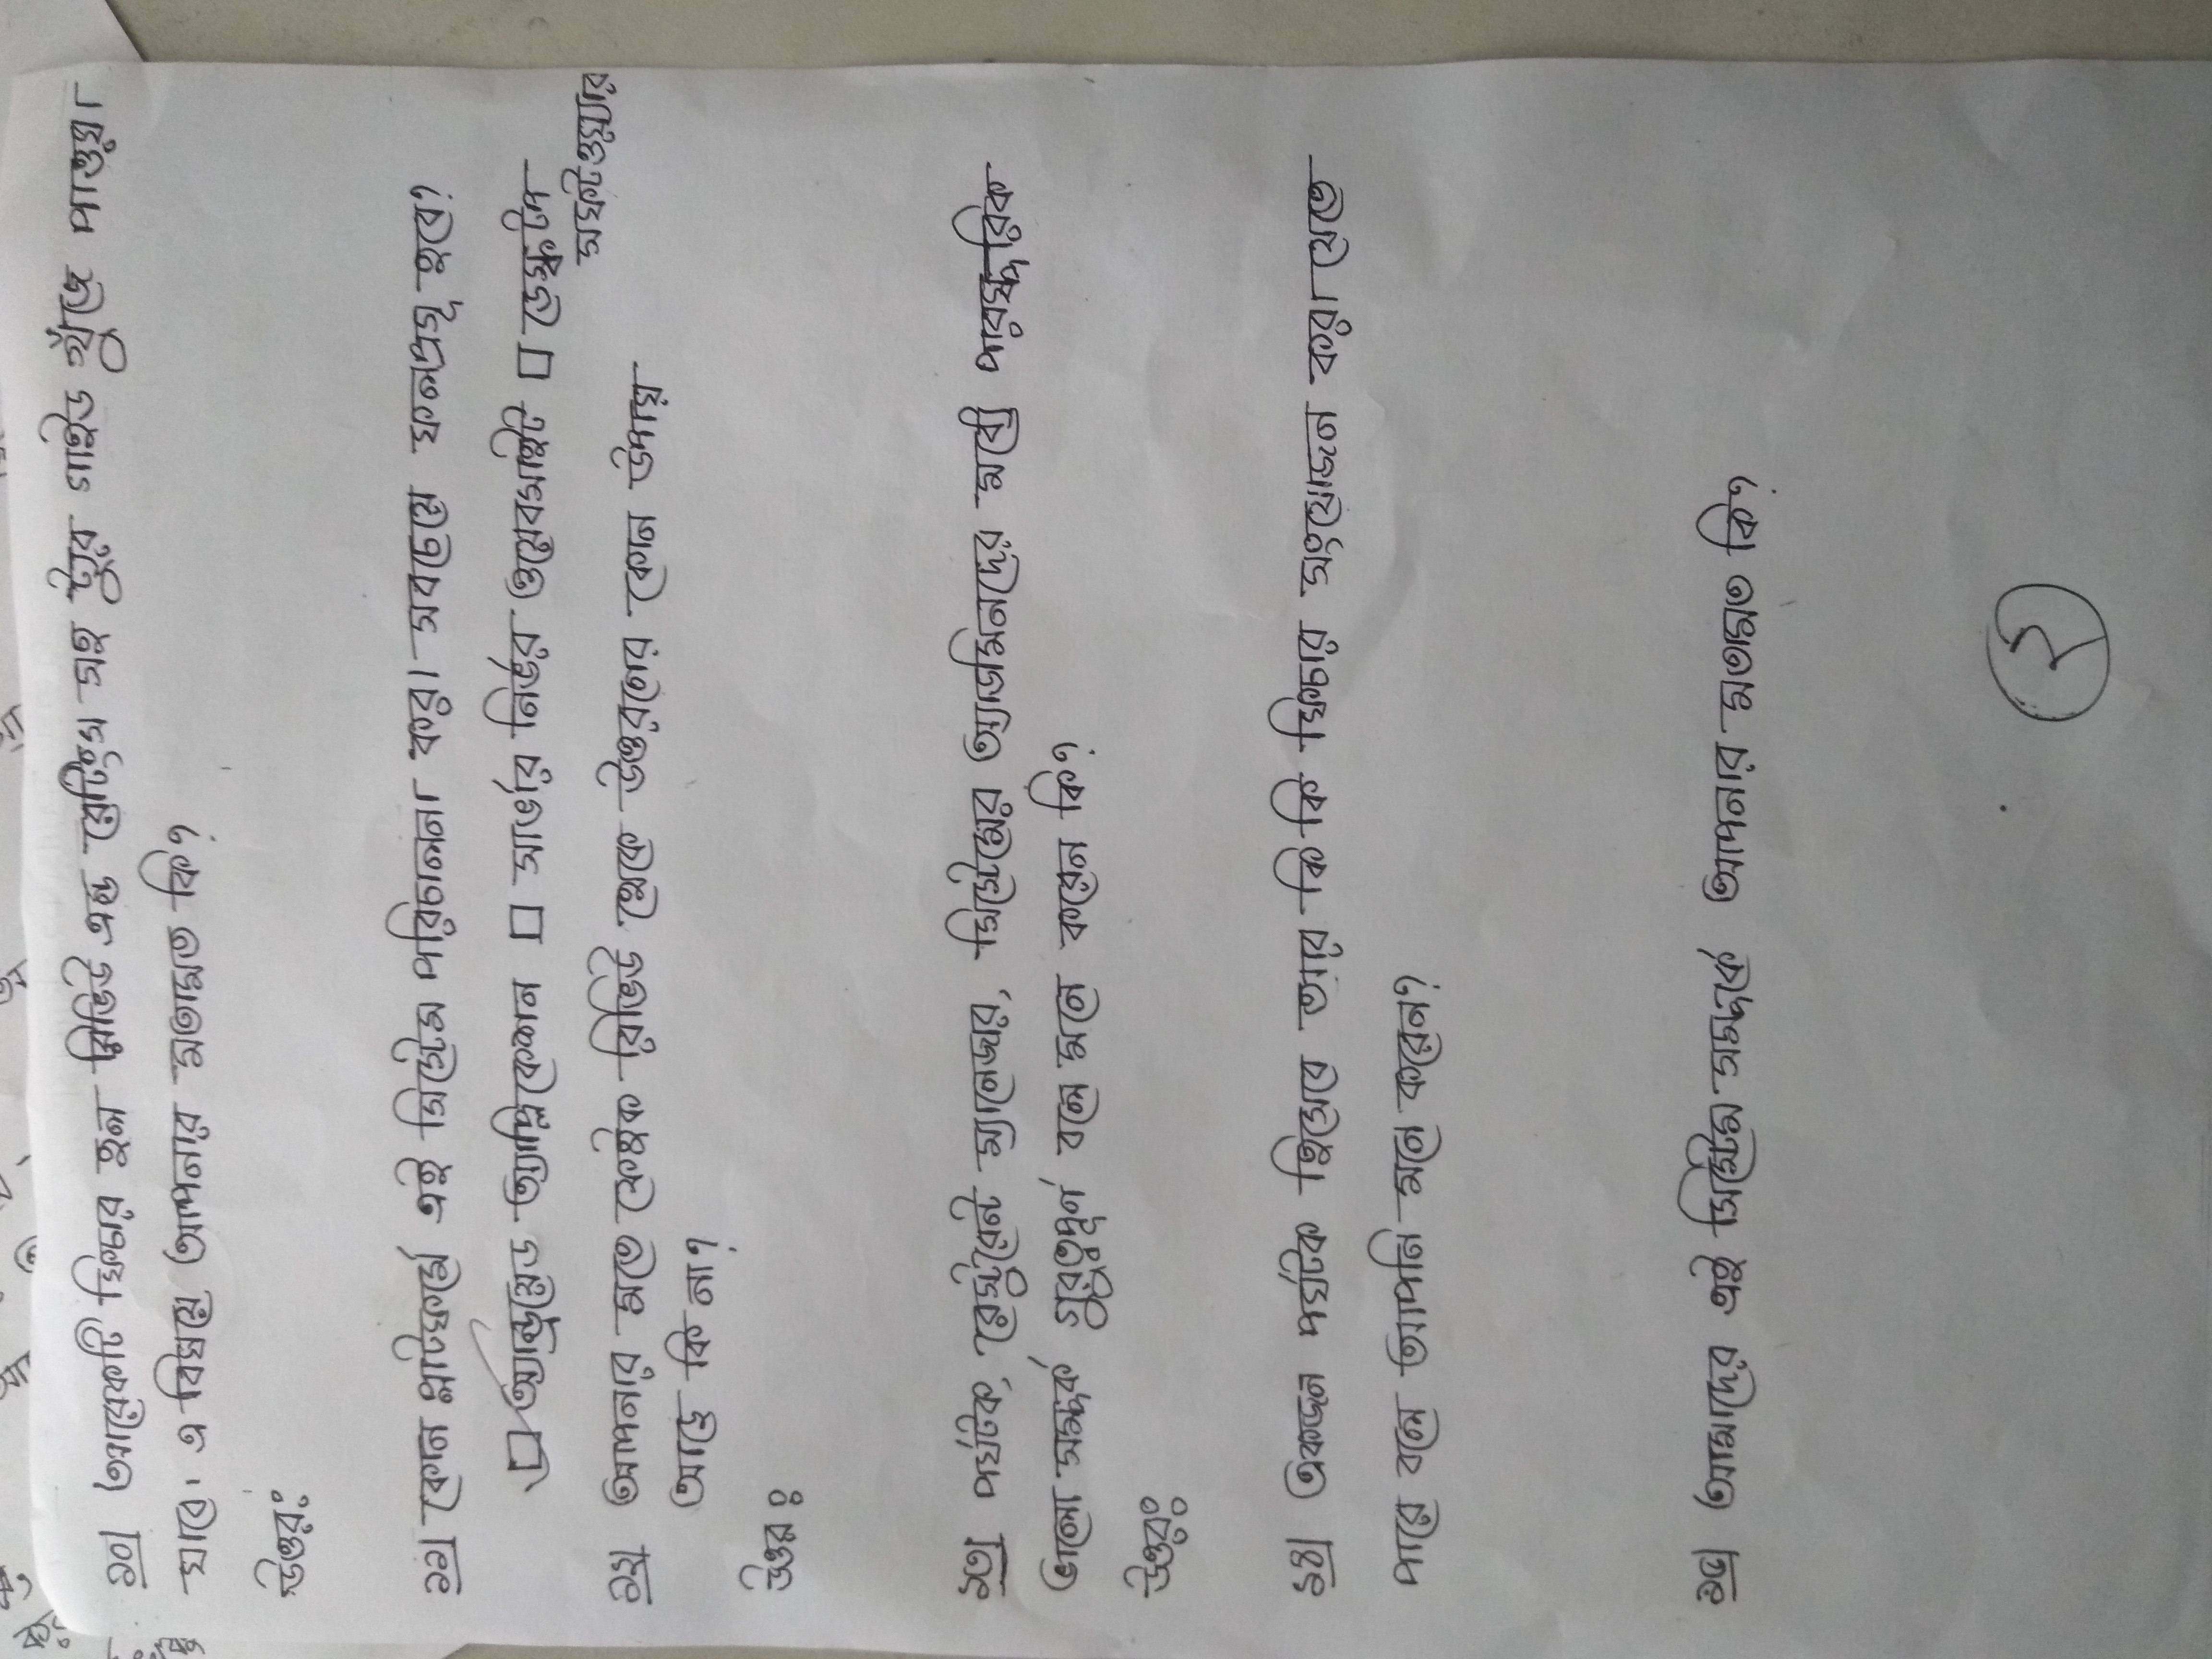 ১০| আরেকটি ফিচার হল রিভিউ এন্ড রেটিংস সহ ট্যুর গাইড খুঁজে পাওয়া
যাবে। এ বিষয়ে আপনার মতামত কি?
উত্তরঃ
১১| কোন প্লাটফর্মে এই সিস্টেম পরিচালনা করা সবচেয়ে ফলপ্রসূ হবে?
□ অ্যান্ড্রয়েড অ্যাপ্লিকেশন □ সার্ভার নির্ভর ওয়েবসাইট □ ডেস্কটপ
সফটওয়্যার
১২| আপনার মতে ফেইক রিভিউ থেকে উত্তরণের কোন উপায়
আছে কি না?
উত্তরঃ
১৩| পর্যটক, রেস্টুরেন্ট ম্যানেজার, সিস্টেমের অ্যাডমিনদের মধ্যে পারস্পরিক
ভালো সম্পর্ক গুরুত্বপূর্ণ বলে মনে করেন কি?
উত্তরঃ
১৪| একজন পর্যটক হিসেবে আর কি কি ফিচার সংযোজন করা যেতে
পারে বলে আপনি মনে করেন?
১৫| আমাদের এই সিস্টেম সম্পর্কে আপনার মতামত কি?
২